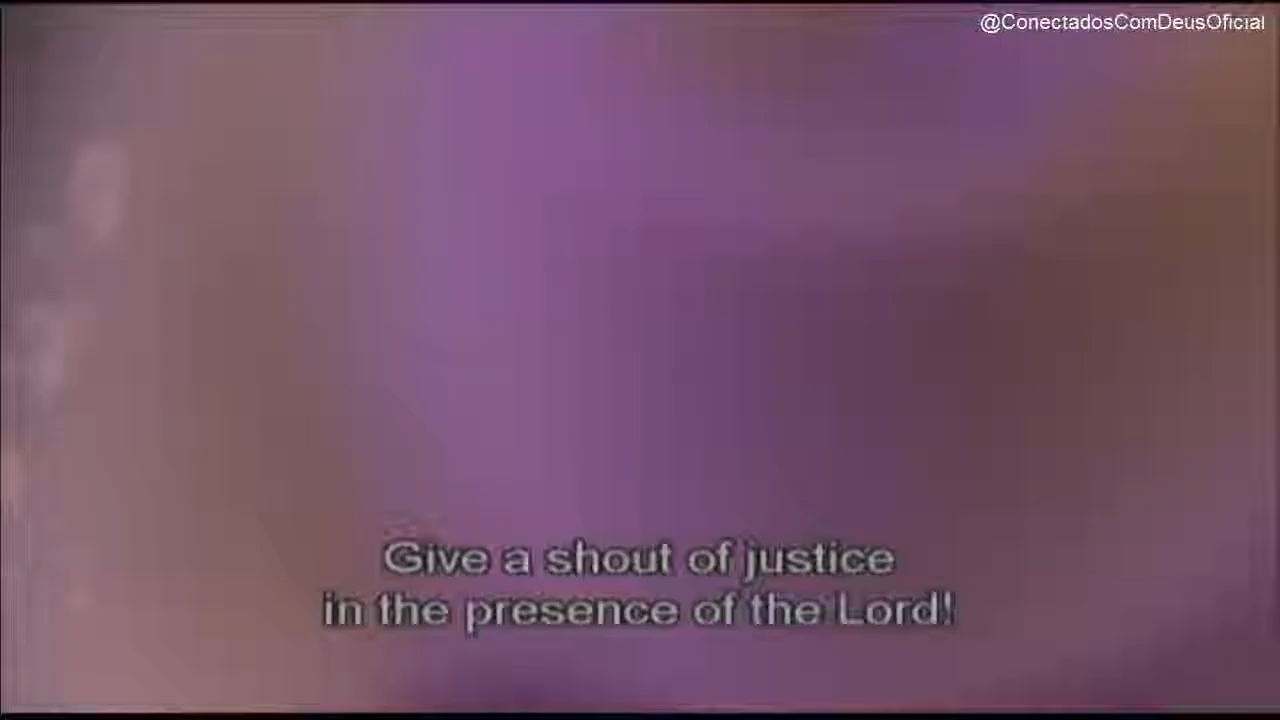 @ConectadosComDeusOficial
Give a shout of justice
in the presence of the Lord!